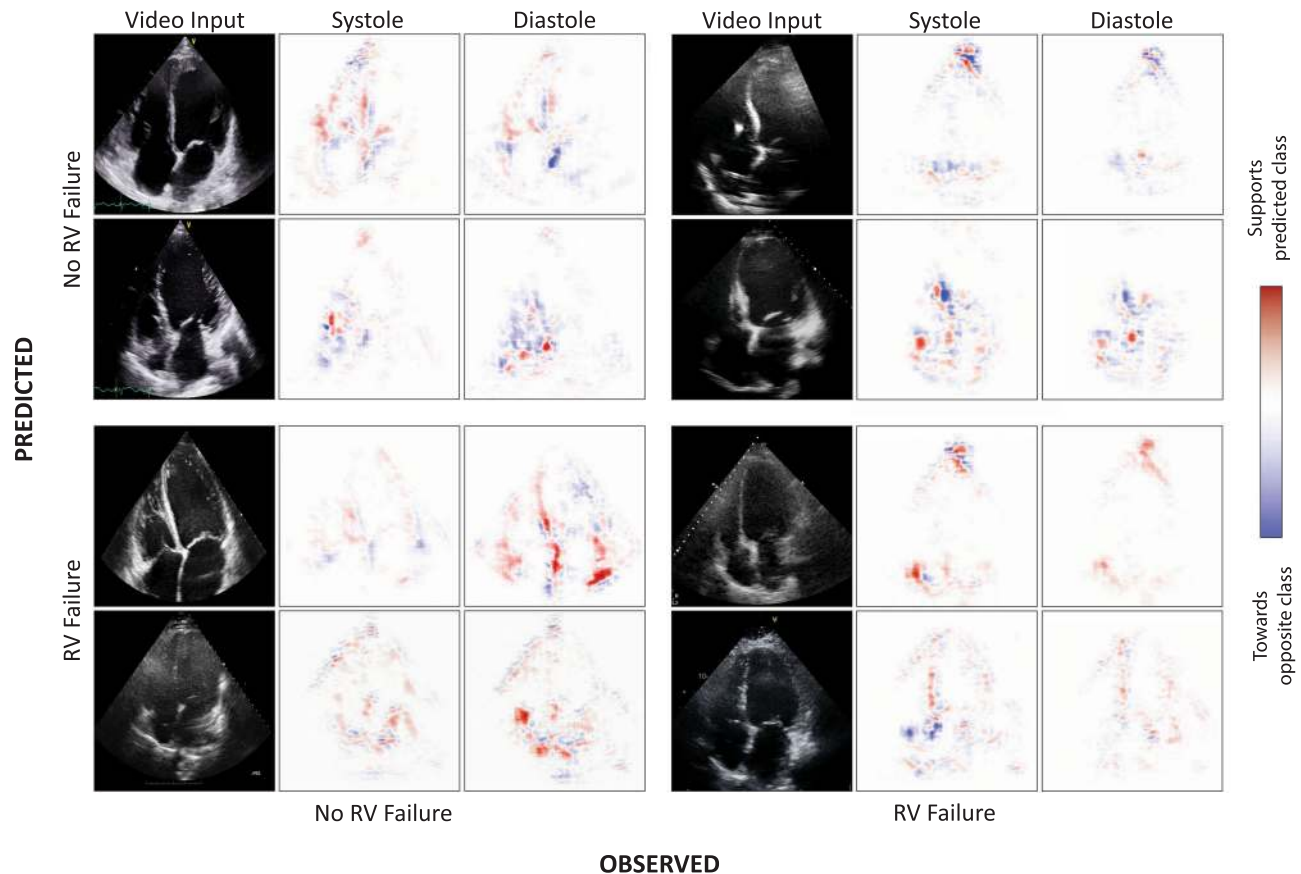 Video Input Systole Diastole Video Input Systole Diastole
V
No RV Failure
Supports
predicted class
V
PREDICTED
RV Failure
Towards
opposite class
V
10-
No RV Failure RV Failure
OBSERVED